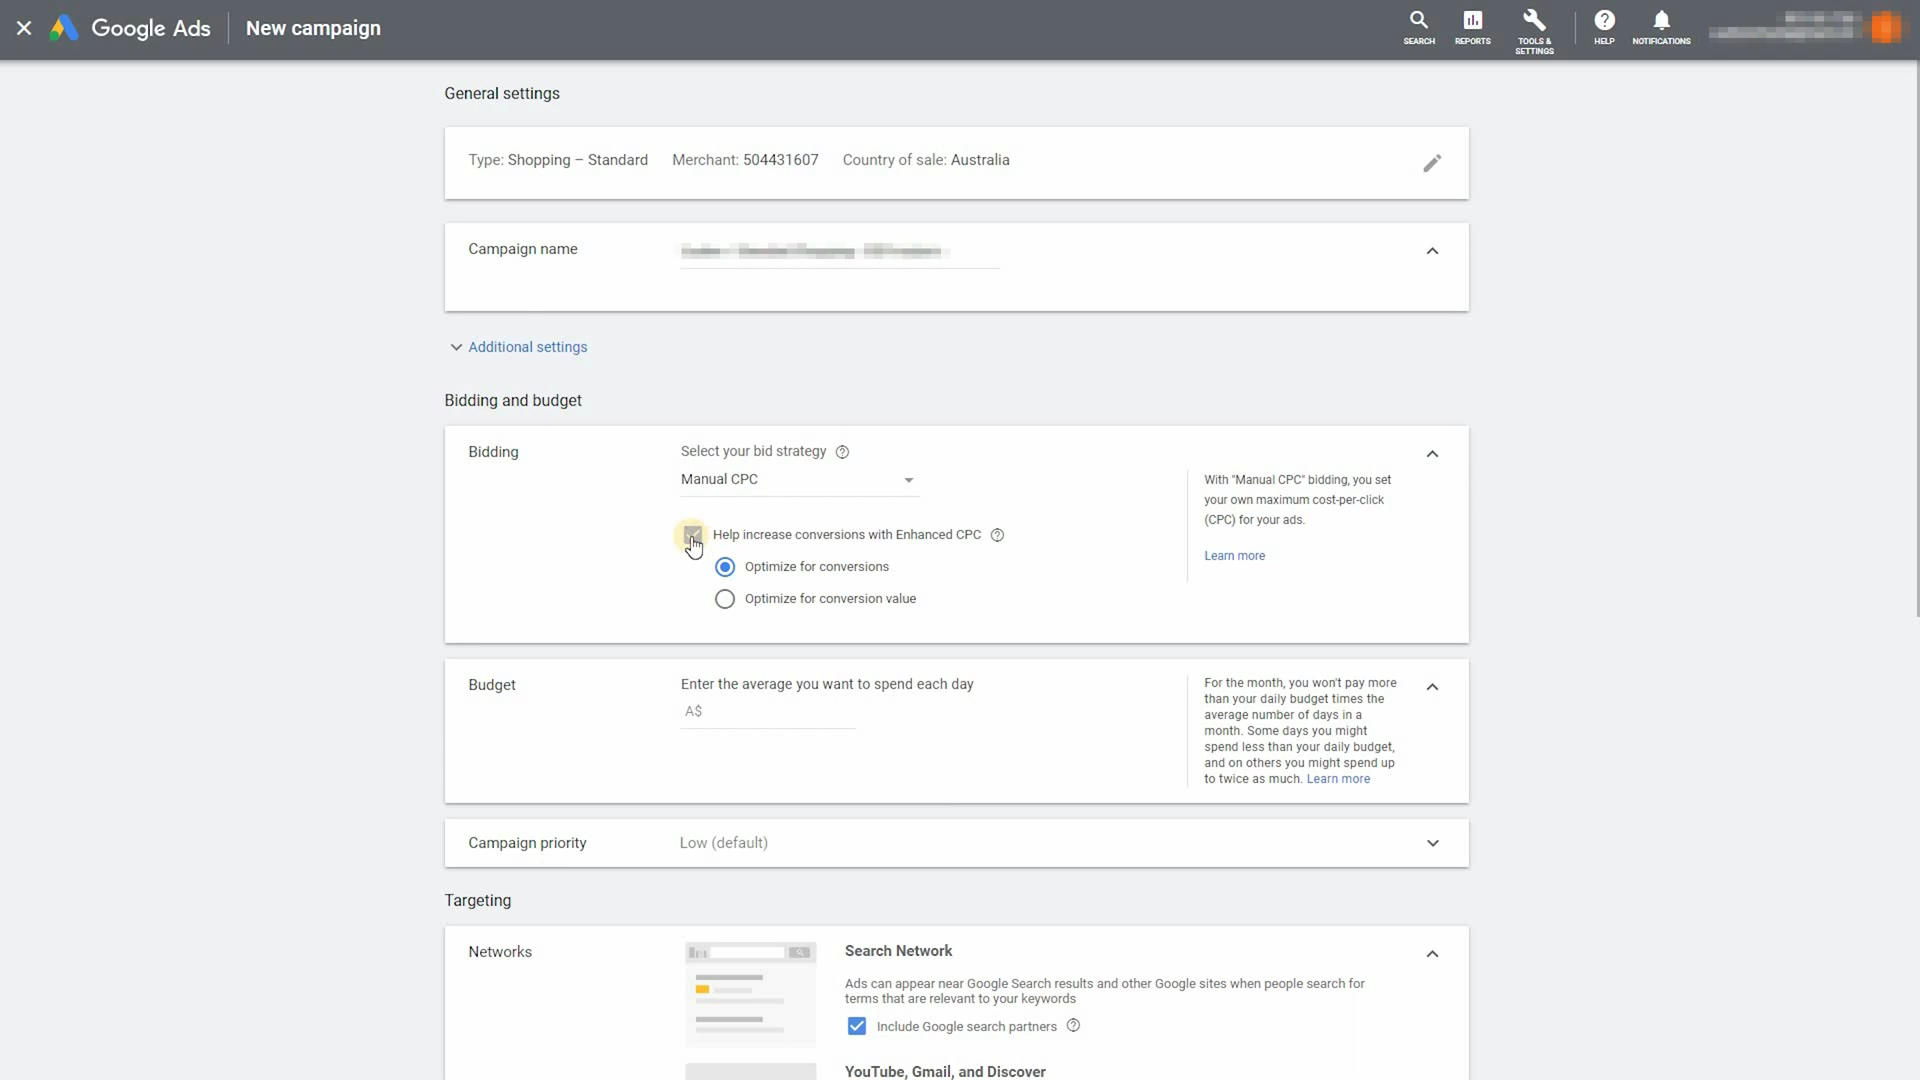 Google Ads
New campaign
SEARCH
REPORTS
TOOLS &
SETTINGS
HELP
NOTIFICATIONS
General settings
Type: Shopping – Standard Merchant: 504431607 Country of sale: Australia
Campaign name
Additional settings
Bidding and budget
Bidding
Select your bid strategy
Manual CPC
Help increase conversions with Enhanced CPC
Optimize for conversions
Optimize for conversion value
With "Manual CPC" bidding, you set
your own maximum cost-per-click
(CPC) for your ads.
Learn more
Budget
Enter the average you want to spend each day
A$
For the month, you won't pay more
than your daily budget times the
average number of days in a
month. Some days you might
spend less than your daily budget,
and on others you might spend up
to twice as much. Learn more
Campaign priority
Low (default)
Targeting
Networks
Search Network
Ads can appear near Google Search results and other Google sites when people search for
terms that are relevant to your keywords
Include Google search partners
YouTube, Gmail, and Discover